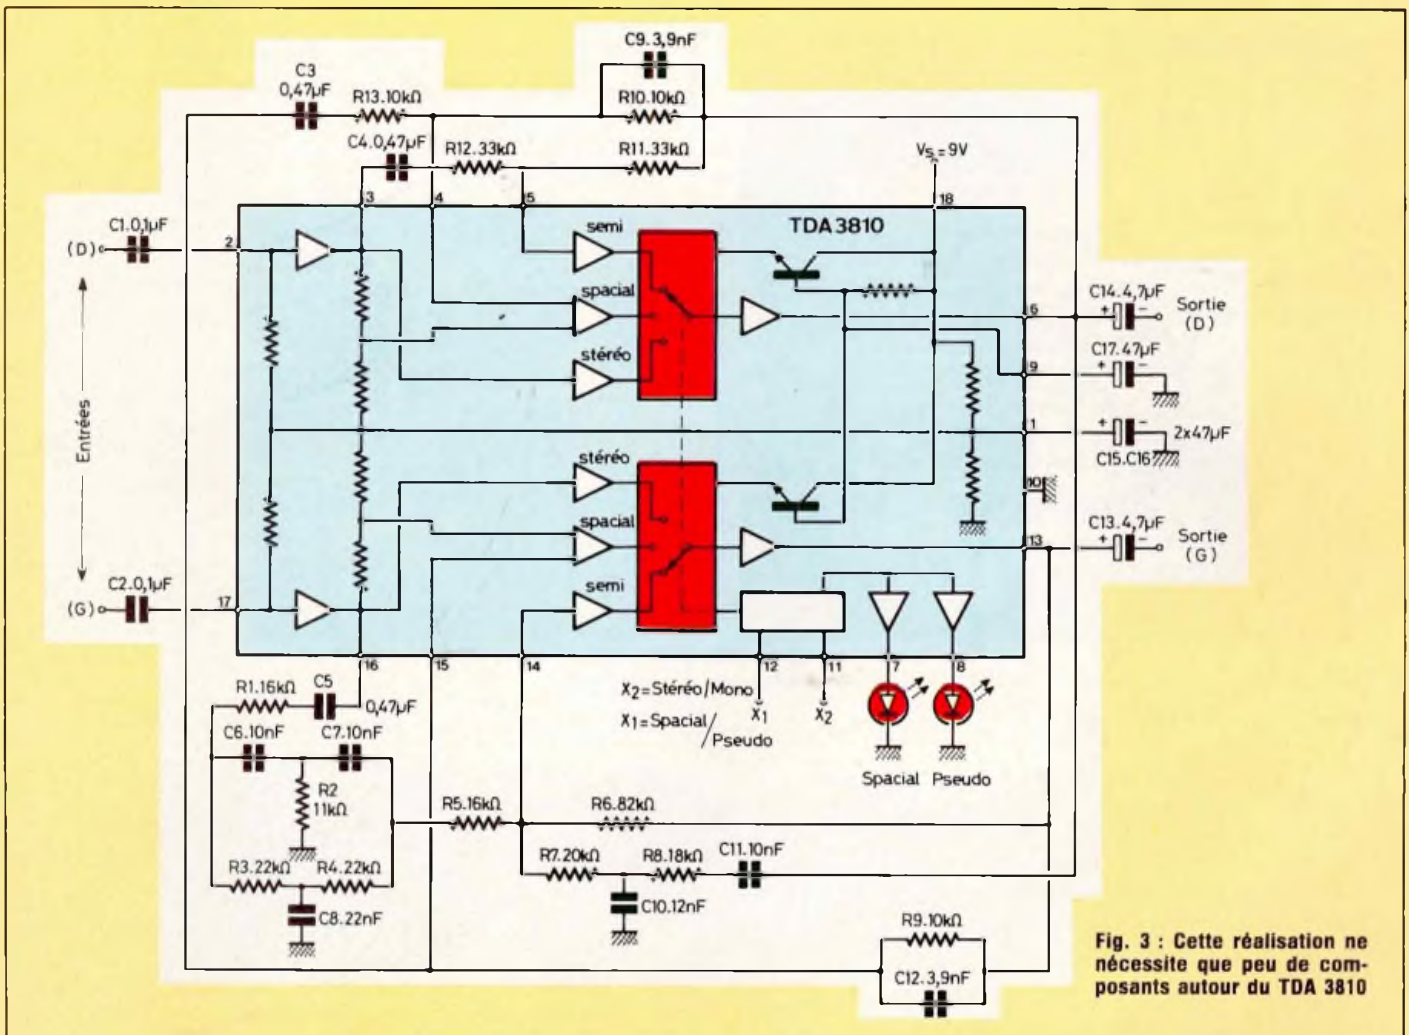 C9.3,9nF
C3
0,47µF
R13.10kΩ
R10.10kΩ
C4.0,47µF
R12.33kΩ
R11.33kΩ
VS=9V
3
4
5
18
C1.0,1µF
semi
TDA3810
(D)
2
spacial
C14.4,7µF
Sortie
(D)
+
-
6
stéréo
C17.47µF
+
-
9
Entrées
1
+
-
2x47µF
C15.C16
stéréo
10
spacial
C13.4,7µF
Sortie
(G)
+
-
13
C2.0,1µF
semi
(G)
17
16
15
14
12
11
7
8
R1.16kΩ
C5
0,47µF
X2=Stéréo/Mono
X1=Spacial/
Pseudo
X1
X2
C6.10nF
C7.10nF
Spacial
Pseudo
R2
11kΩ
R5.16kΩ
R6.82kΩ
R3.22kΩ
R4.22kΩ
R7.20kΩ
R8.18kΩ
C11.10nF
C8.22nF
C10.12nF
R9.10kΩ
C12.3,9nF
Fig. 3 : Cette réalisation ne
nécessite que peu de com-
posants autour du TDA 3810